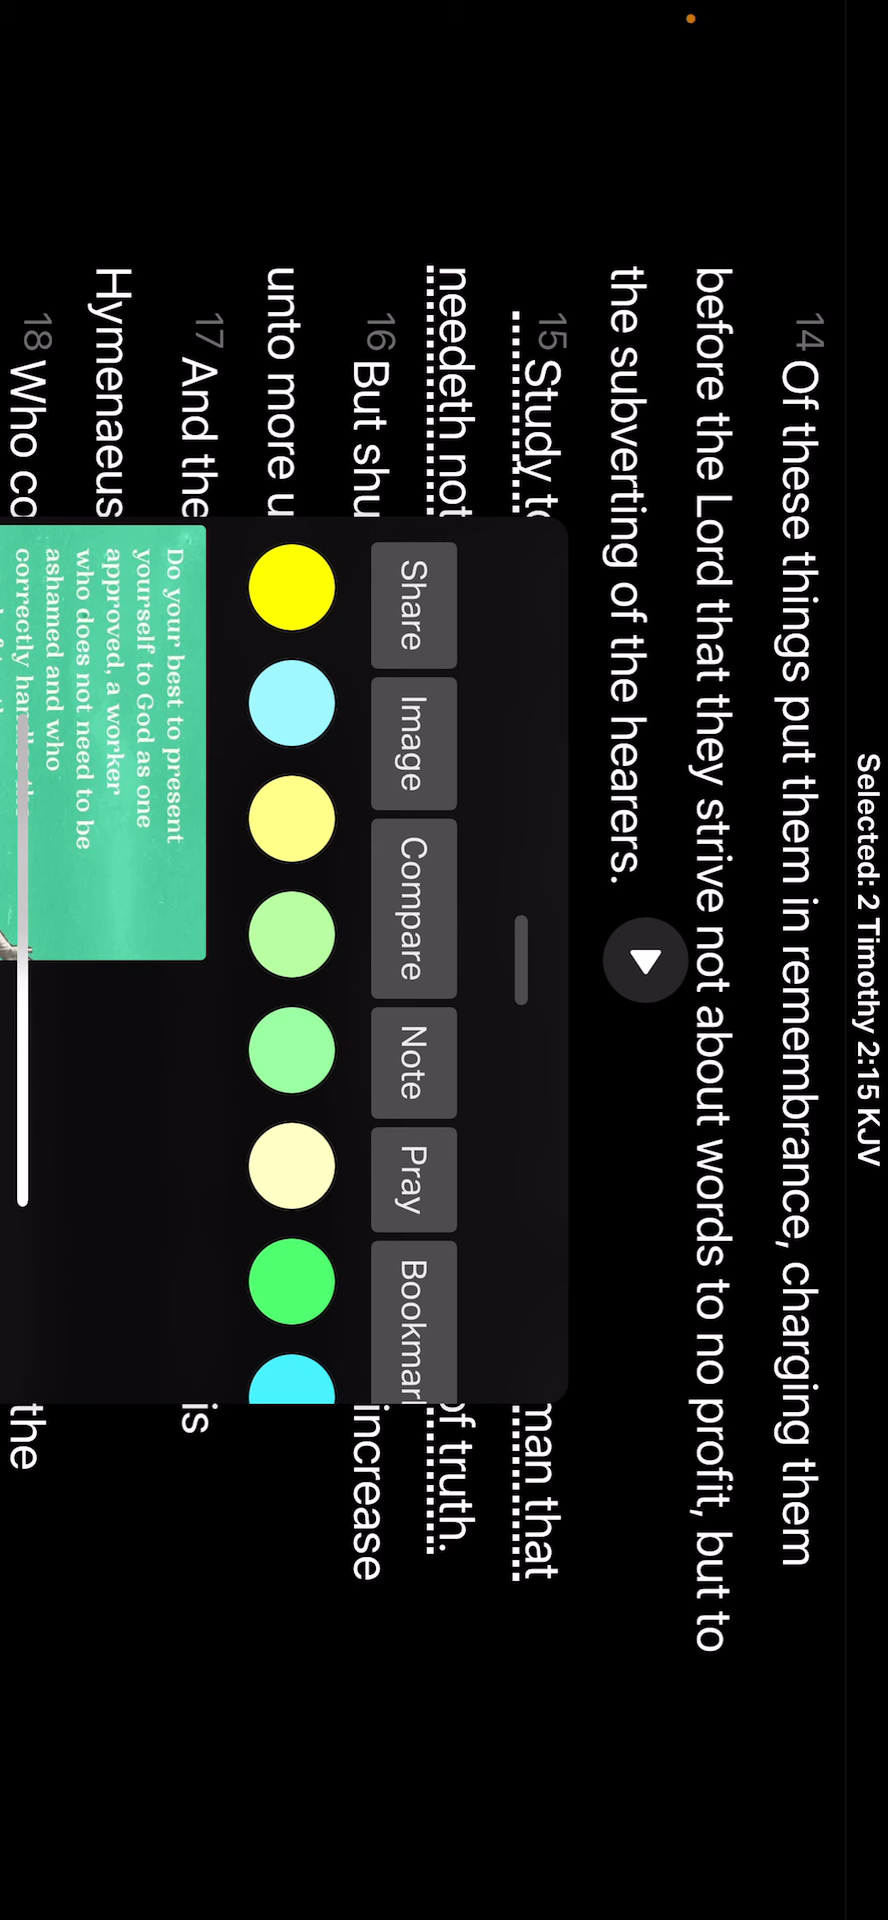 Selected: 2 Timothy 2:15 KJV
14 Of these things put them in remembrance, charging them
before the Lord that they strive not about words to no profit, but to
the subverting of the hearers.
15 Study man that
needeth not of truth.
16 But increase
unto more
17 And the is
Hymenaeus
18 Who the
Share Image Compare Note Pray
Do your best to present
yourself to God as one
approved, a worker
who does not need to be
ashamed and who
correctly